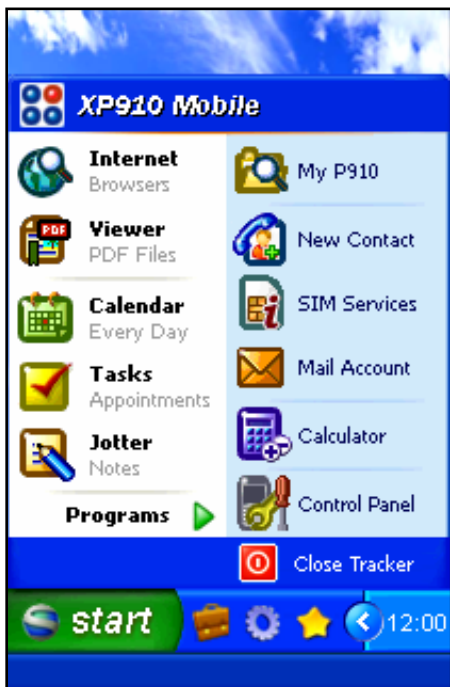 XP910 Mobile
Internet
Browsers
PDF
Viewer
PDF Files
Calendar
Every Day
Tasks
Appointments
Jotter
Notes
Programs
My P910
New Contact
SIM Services
Mail Account
Calculator
Control Panel
Close Tracker
start
12:00